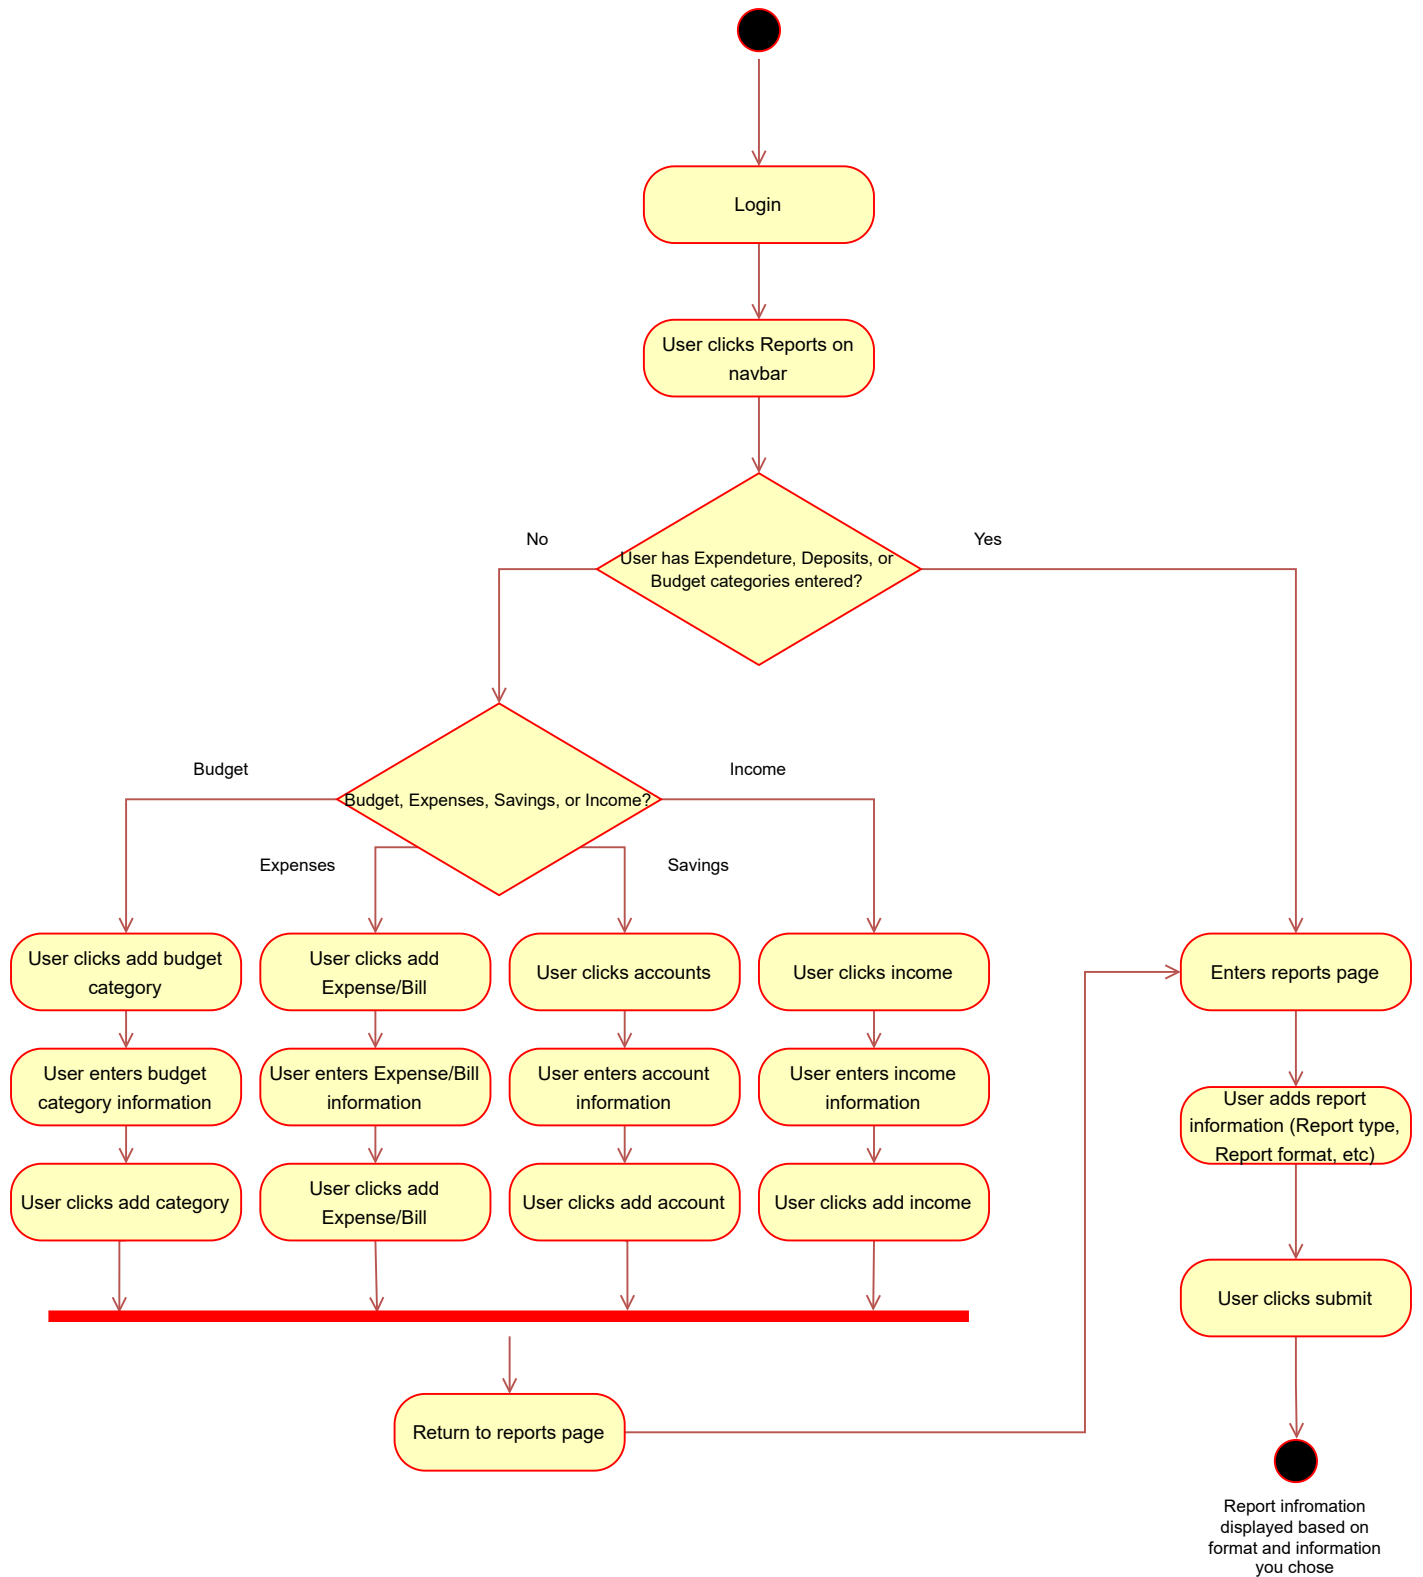 Login
User clicks Reports on
navbar
No
Yes
User has Expendeture, Deposits, or
Budget categories entered?
Budget
Income
Budget, Expenses, Savings, or Income?
Expenses
Savings
User clicks add budget
category
User clicks add
Expense/Bill
User clicks accounts
User clicks income
Enters reports page
User enters budget
category information
User enters Expense/Bill
information
User enters account
information
User enters income
information
User adds report
information (Report type,
Report format, etc)
User clicks add category
User clicks add
Expense/Bill
User clicks add account
User clicks add income
User clicks submit
Return to reports page
Report infromation
displayed based on
format and information
you chose